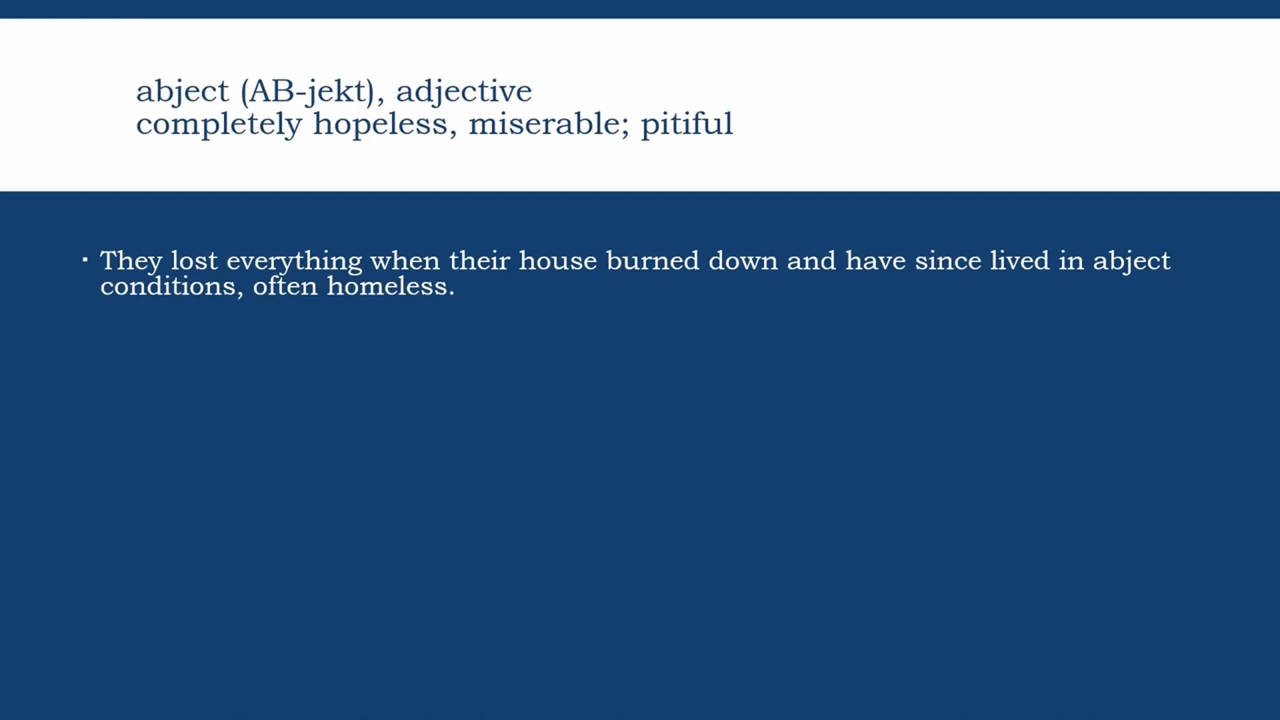 abject (AB-jekt), adjective
completely hopeless, miserable; pitiful
▪ They lost everything when their house burned down and have since lived in abject
conditions, often homeless.